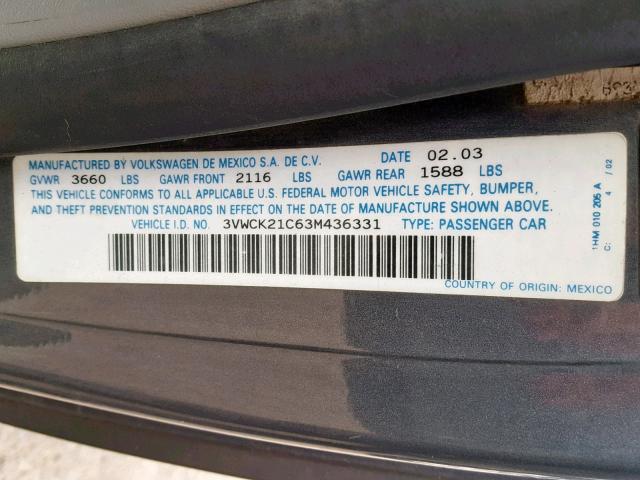 MANUFACTURED BY VOLKSWAGEN DE MEXICO S.A. DE C.V. DATE 02.03
GVWR 3660 LBS GAWR FRONT 2116 LBS GAWR REAR 1588 LBS
THIS VEHICLE CONFORMS TO ALL APPLICABLE U.S. FEDERAL MOTOR VEHICLE SAFETY, BUMPER,
AND THEFT PREVENTION STANDARDS IN EFFECT ON THE DATE OF MANUFACTURE SHOWN ABOVE.
VEHICLE I.D. NO. 3VWCK21C63M436331 TYPE: PASSENGER CAR
COUNTRY OF ORIGIN: MEXICO
1HM 010 205 A
C: 4 / 02